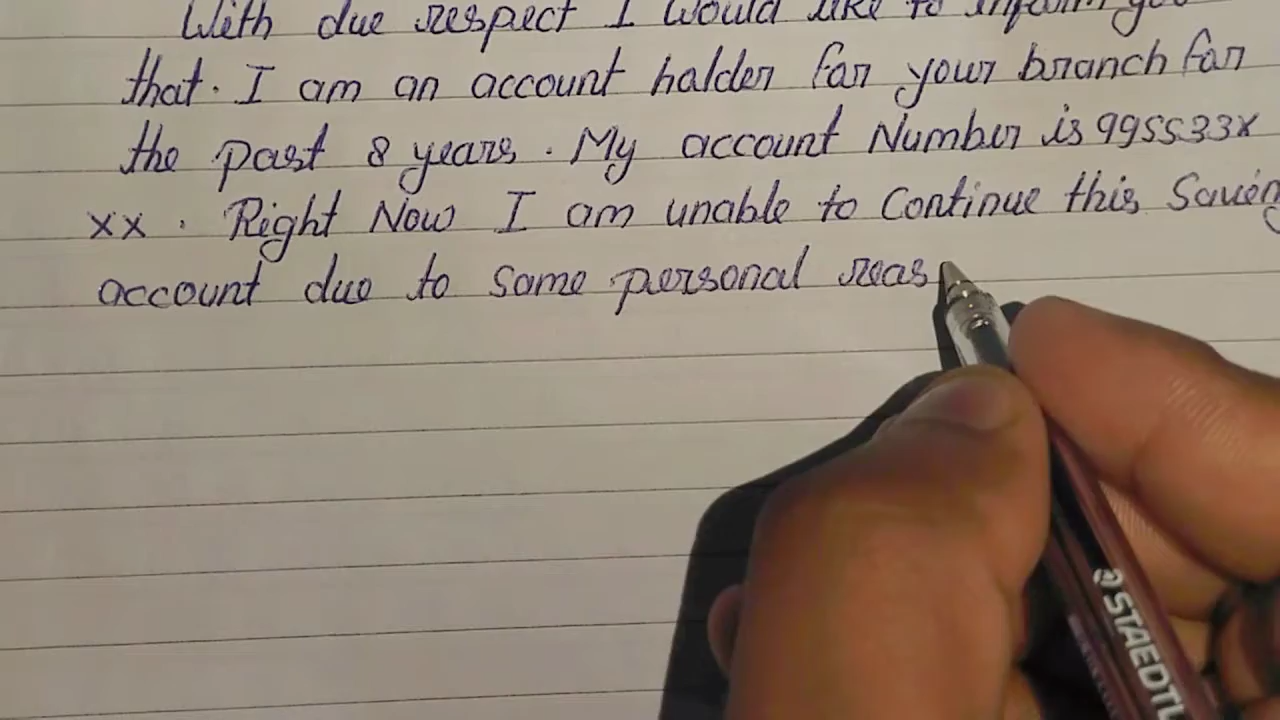 With due respect I would like to inform you
that. I am an account halder far your branch far
the past 8 years. My account Number is 995533x
xx. Right Now I am unable to Continue this Saving
account due to same personal reas
STAEDTL